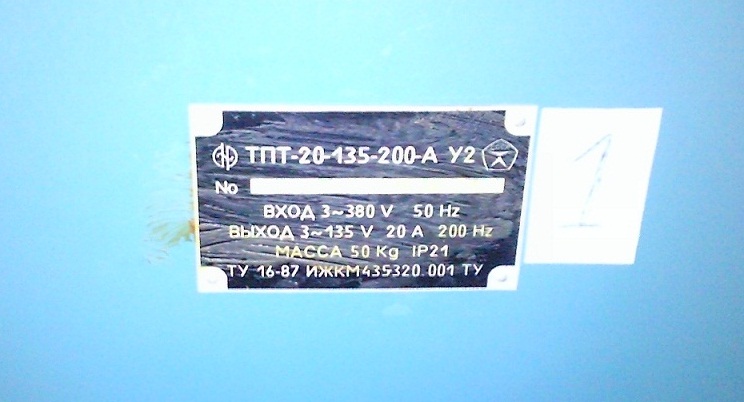 ТПТ-20-135-200-А У2
No
ВХОД 3~380 V 50 Hz
ВЫХОД 3~135 V 20 A 200 Hz
МАССА 50 Kg IP21
ТУ 16-87 ИЖКМ435320.001 ТУ
1